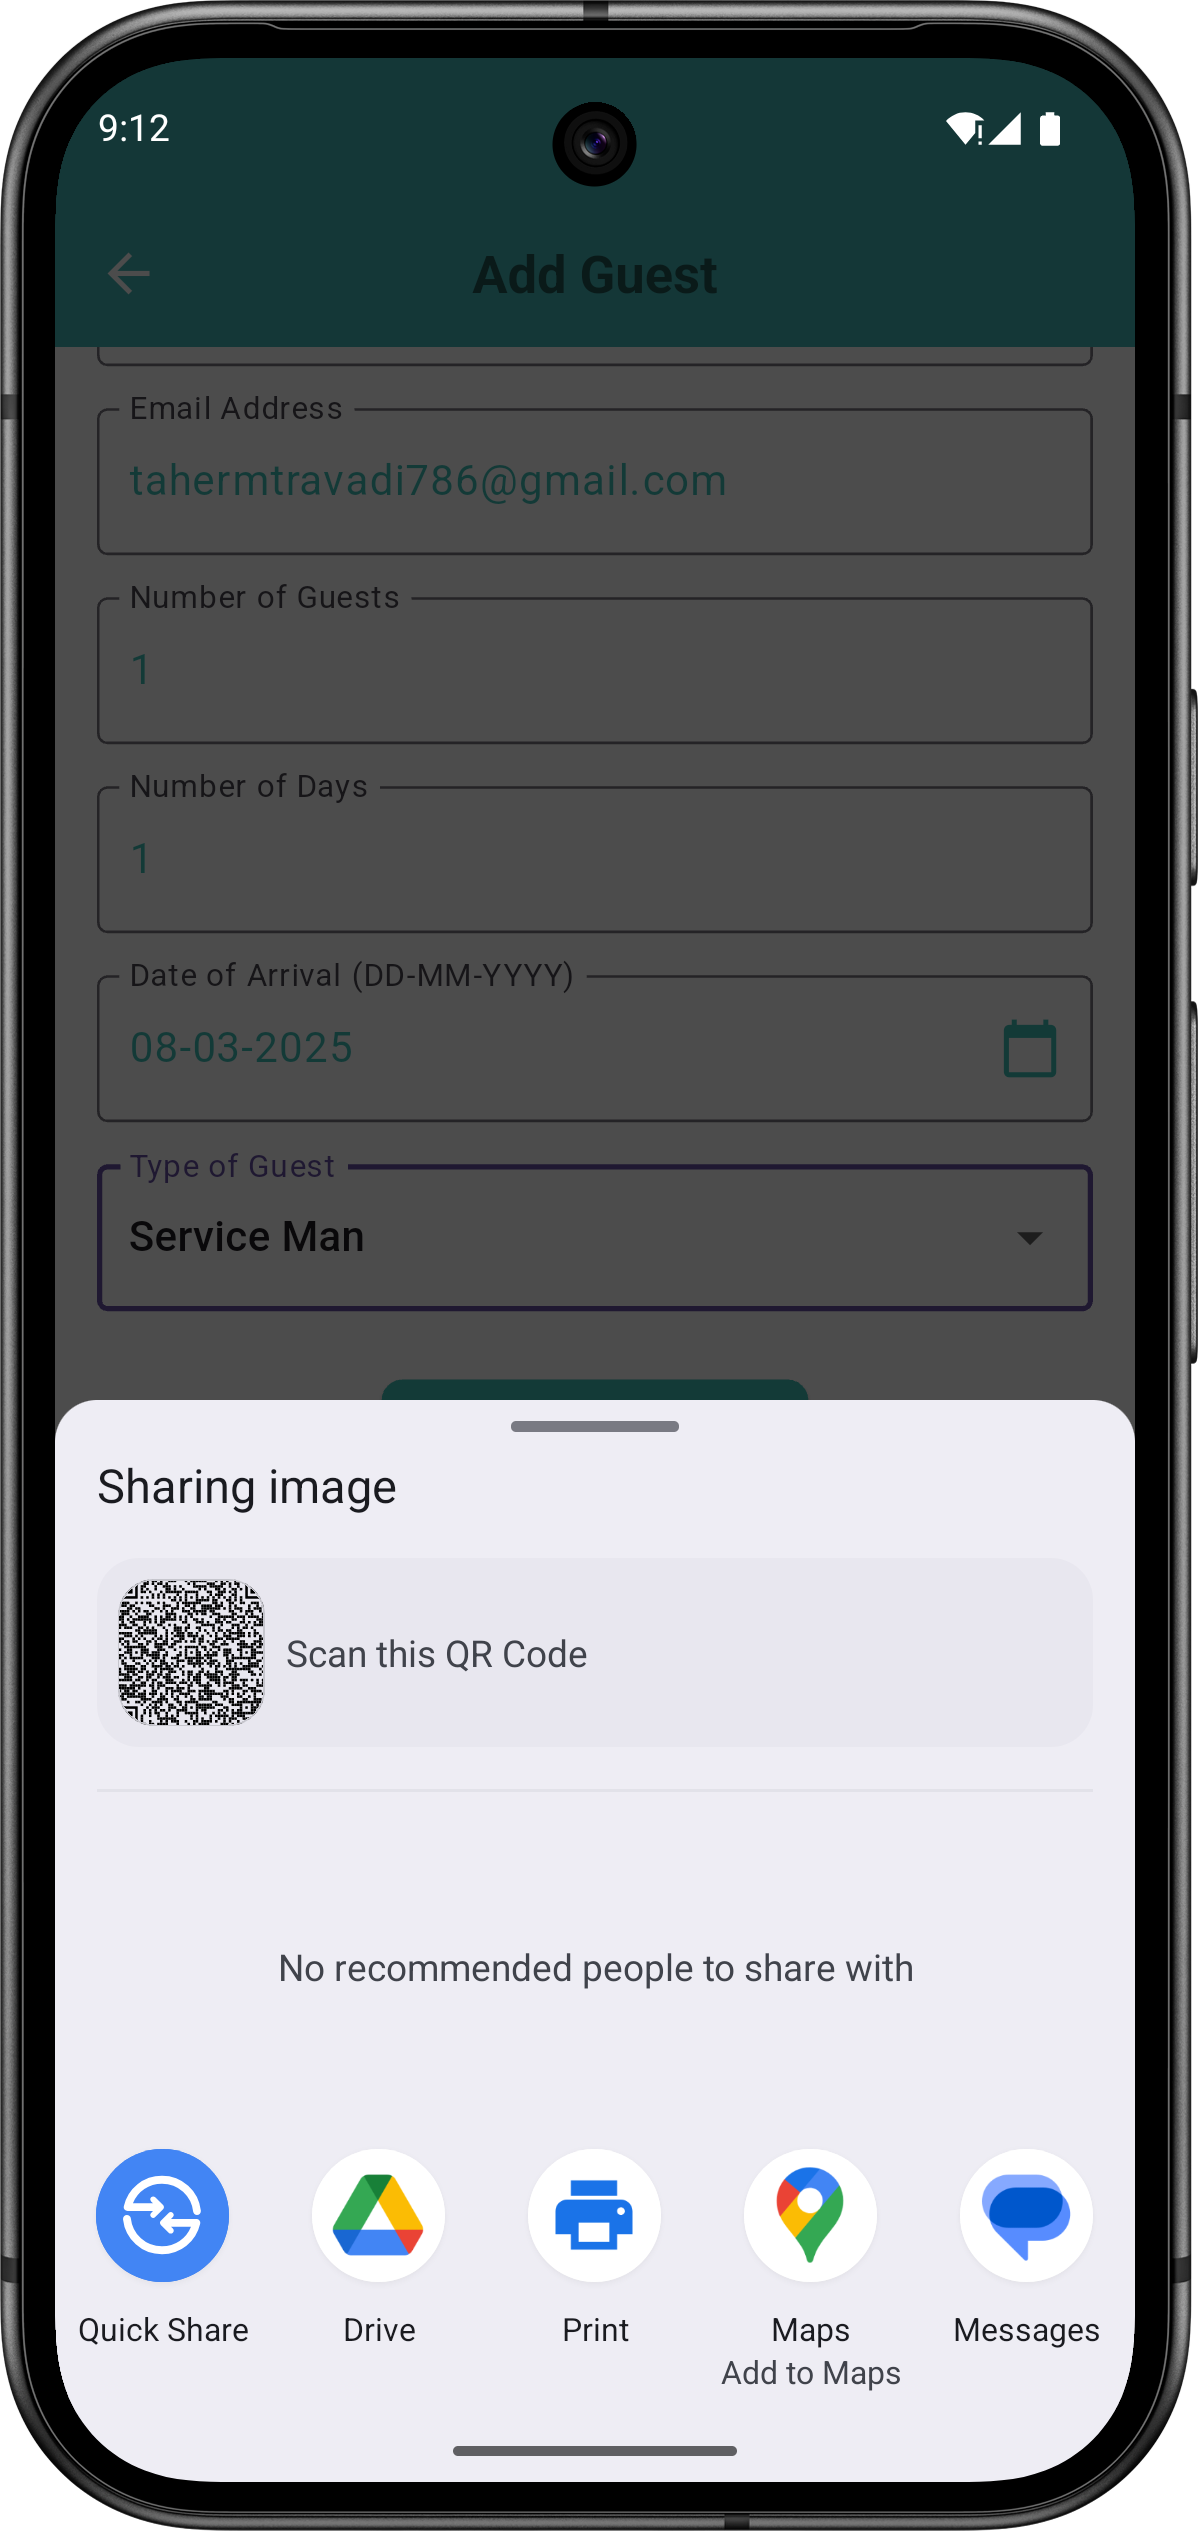 9:12
Add Guest
Email Address
tahermtravadi786@gmail.com
Number of Guests
1
Number of Days
1
Date of Arrival (DD-MM-YYYY)
08-03-2025
Type of Guest
Service Man
Sharing image
Scan this QR Code
No recommended people to share with
Quick Share
Drive
Print
Maps
Messages
Add to Maps